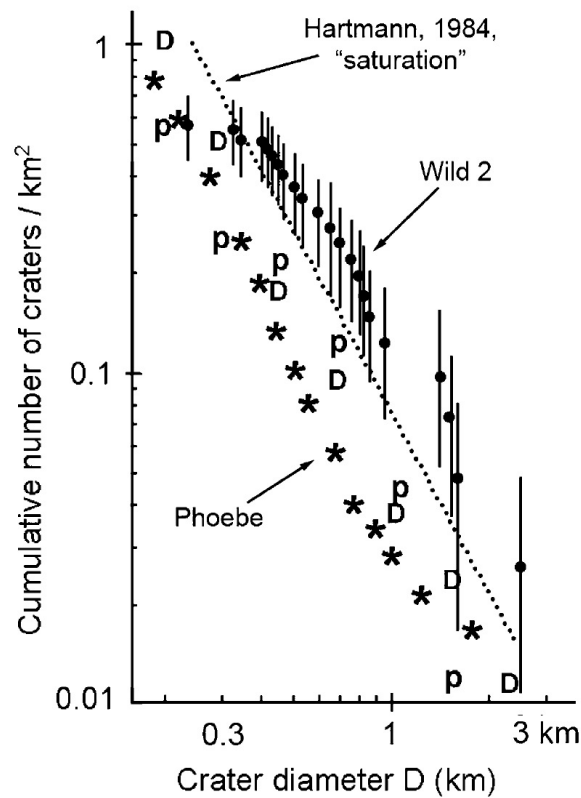 Hartmann, 1984,
"saturation"
1
D
p
D
Wild 2
p
p
D
p
D
0.1
p
D
Phoebe
D
p
D
0.01
0.3
1
3 km
Crater diameter D (km)
Cumulative number of craters / km²